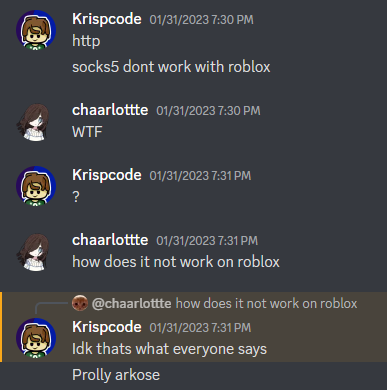 Krispcode 01/31/2023 7:30 PM
http
socks5 dont work with roblox
chaarlottte 01/31/2023 7:30 PM
WTF
Krispcode 01/31/2023 7:31 PM
?
chaarlottte 01/31/2023 7:31 PM
how does it not work on roblox
@chaarlottte how does it not work on roblox
Krispcode 01/31/2023 7:31 PM
Idk thats what everyone says
Prolly arkose